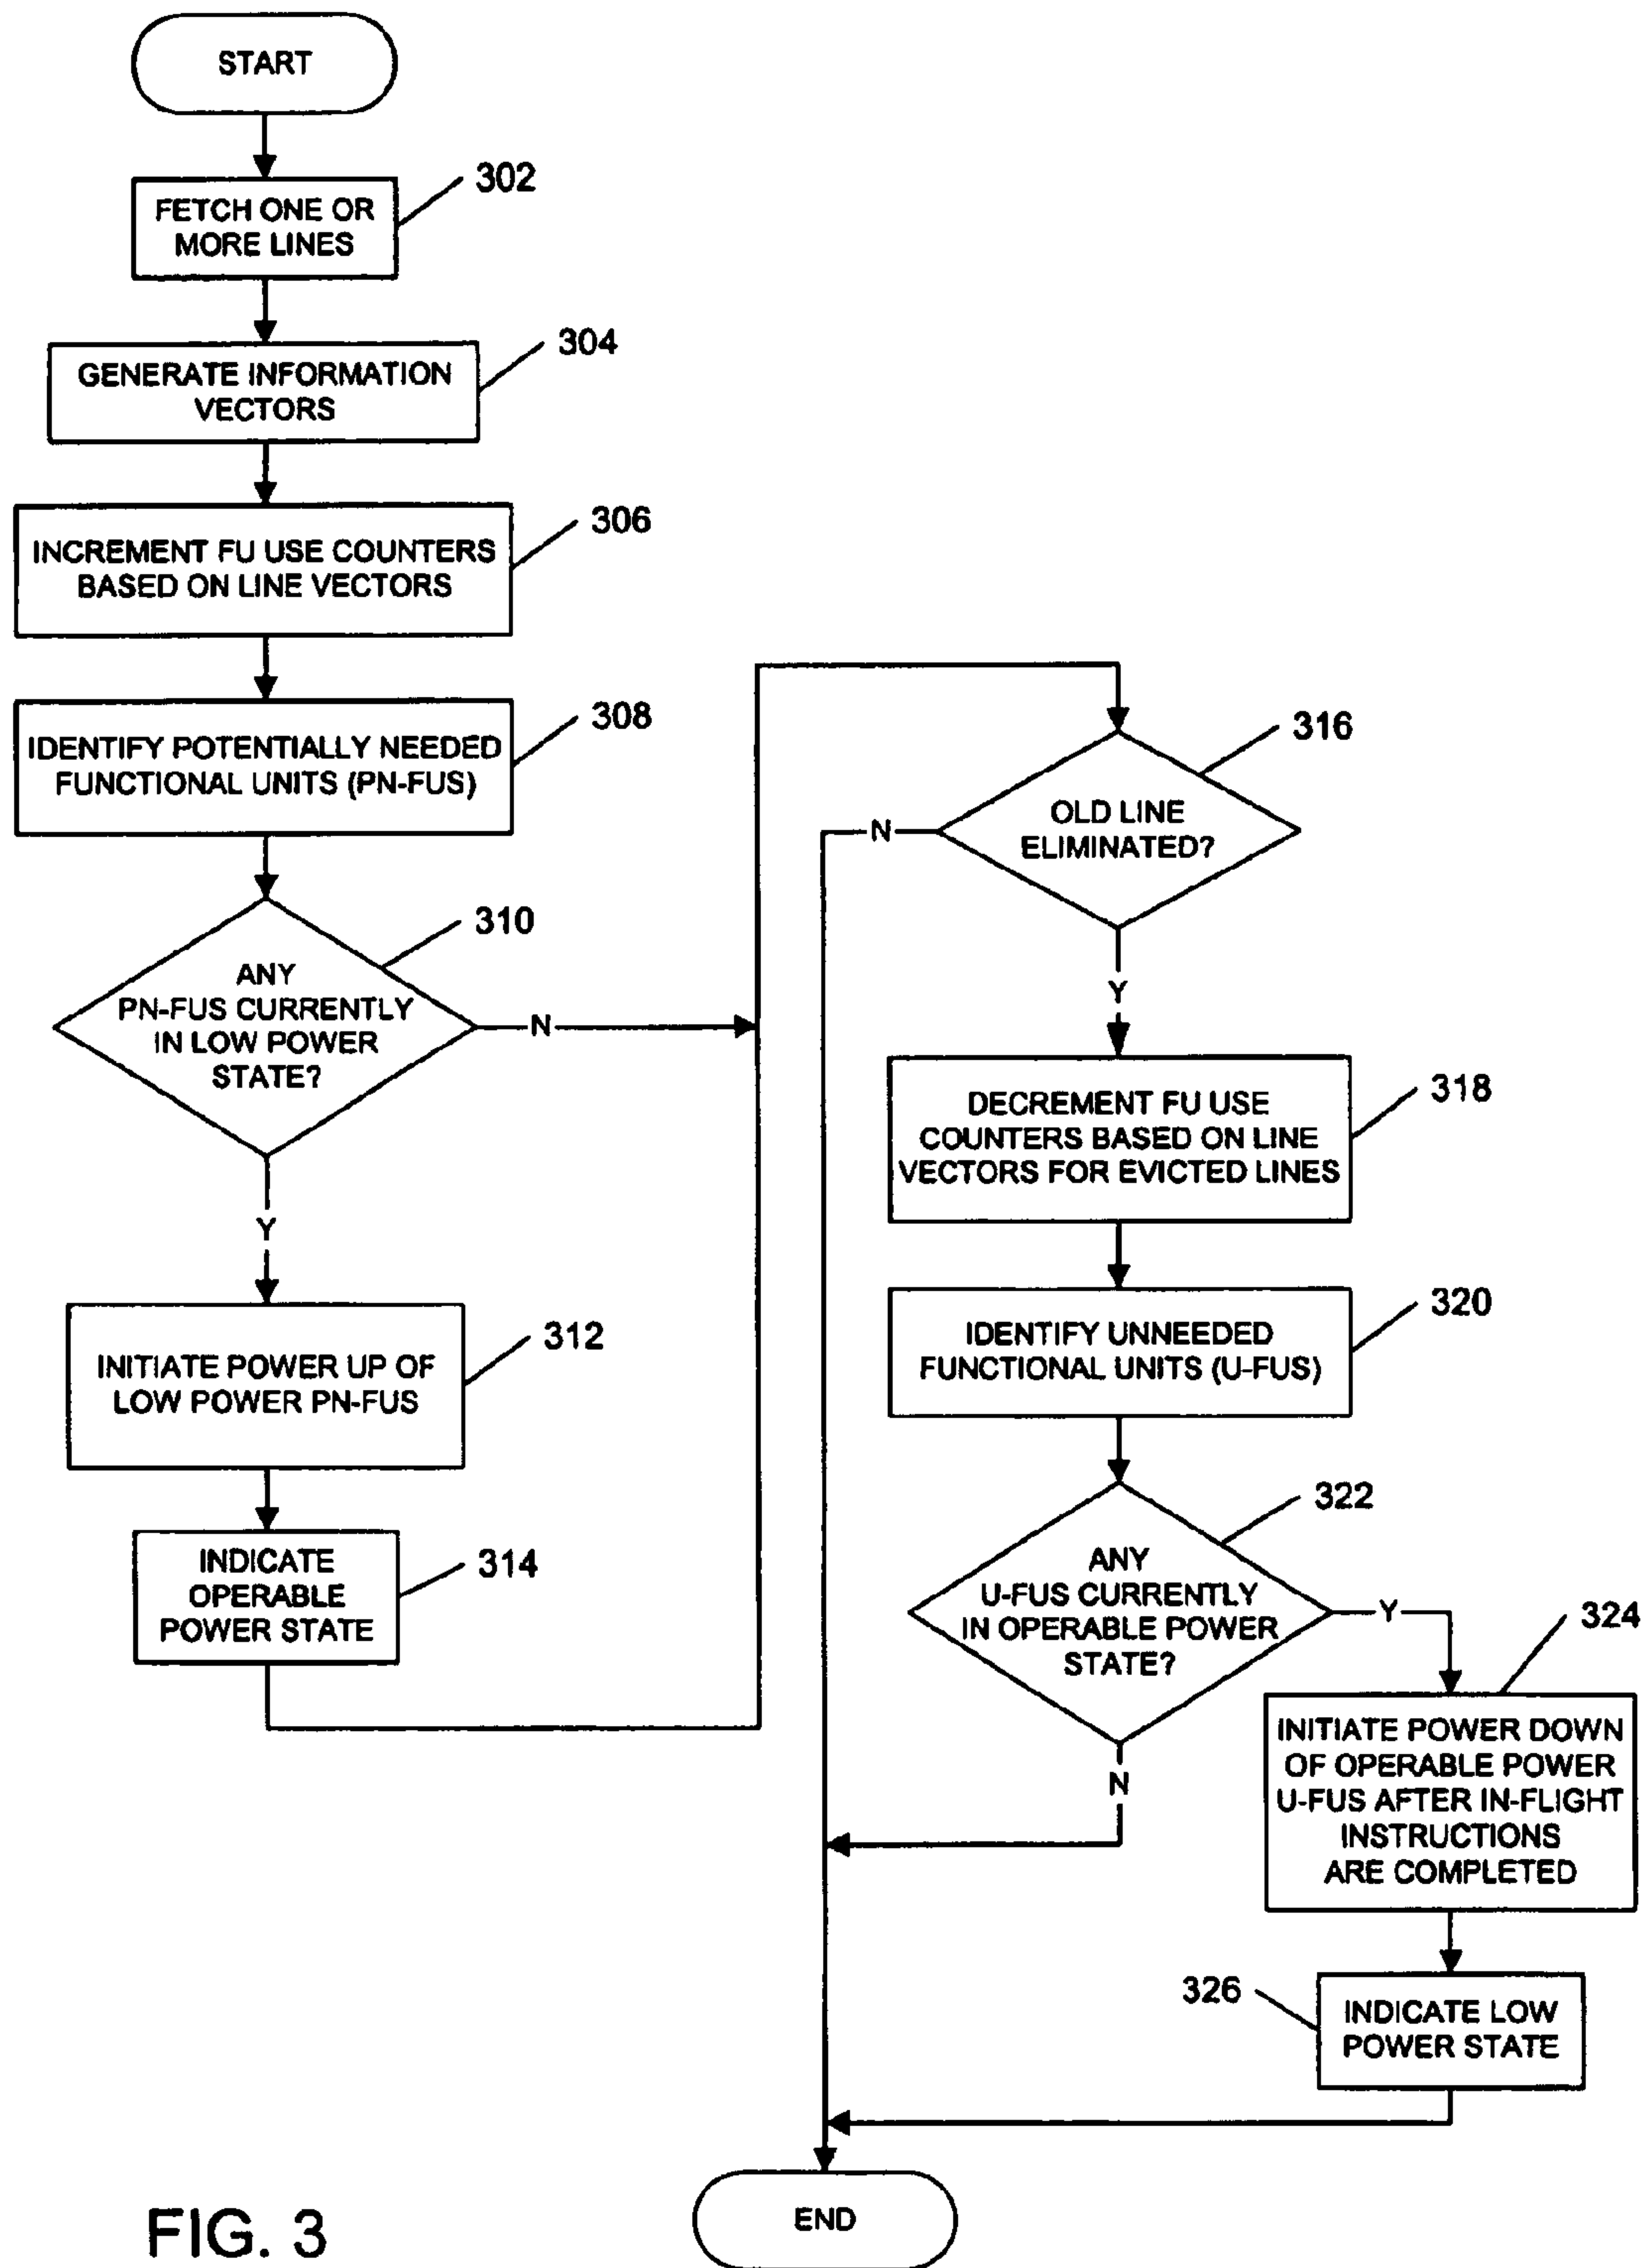 START
302
FETCH ONE OR
MORE LINES
304
GENERATE INFORMATION
VECTORS
306
INCREMENT FU USE COUNTERS
BASED ON LINE VECTORS
308
IDENTIFY POTENTIALLY NEEDED
FUNCTIONAL UNITS (PN-FUS)
310
ANY
PN-FUS CURRENTLY
IN LOW POWER
STATE?
N
Y
312
INITIATE POWER UP OF
LOW POWER PN-FUS
314
INDICATE
OPERABLE
POWER STATE
316
OLD LINE
ELIMINATED?
N
Y
318
DECREMENT FU USE
COUNTERS BASED ON LINE
VECTORS FOR EVICTED LINES
320
IDENTIFY UNNEEDED
FUNCTIONAL UNITS (U-FUS)
322
ANY
U-FUS CURRENTLY
IN OPERABLE POWER
STATE?
Y
N
324
INITIATE POWER DOWN
OF OPERABLE POWER
U-FUS AFTER IN-FLIGHT
INSTRUCTIONS
ARE COMPLETED
326
INDICATE LOW
POWER STATE
END
FIG. 3